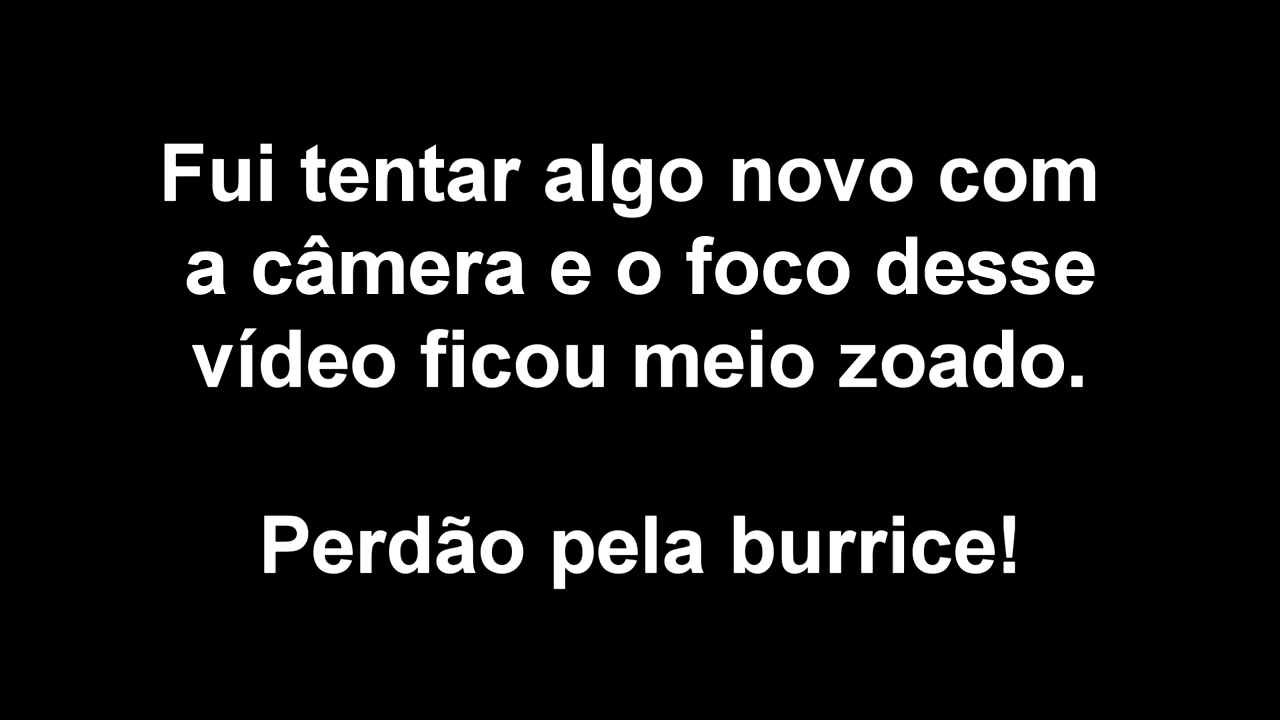 Fui tentar algo novo com
a câmera e o foco desse
vídeo ficou meio zoado.
Perdão pela burrice!